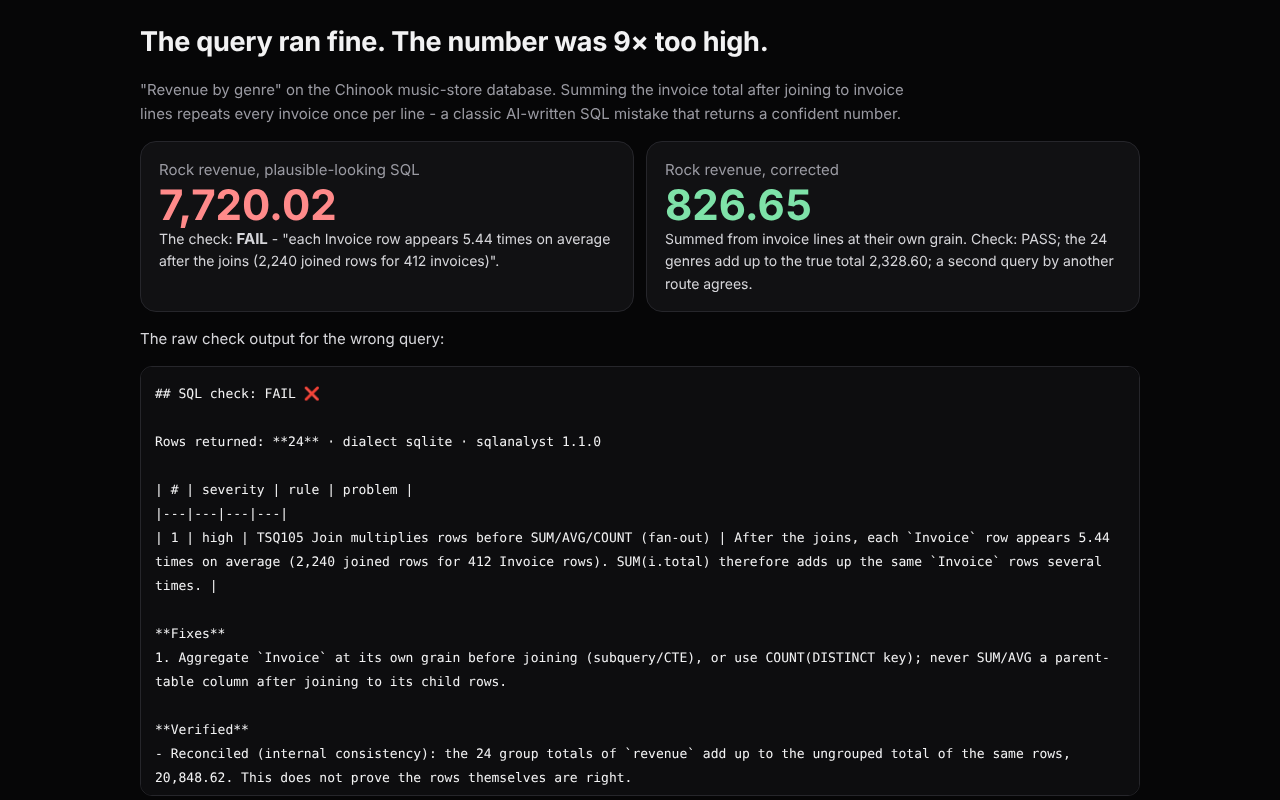 The query ran fine. The number was 9× too high.
"Revenue by genre" on the Chinook music-store database. Summing the invoice total after joining to invoice
lines repeats every invoice once per line - a classic AI-written SQL mistake that returns a confident number.
Rock revenue, plausible-looking SQL
7,720.02
The check: FAIL - "each Invoice row appears 5.44 times on average
after the joins (2,240 joined rows for 412 invoices)".
Rock revenue, corrected
826.65
Summed from invoice lines at their own grain. Check: PASS; the 24
genres add up to the true total 2,328.60; a second query by another
route agrees.
The raw check output for the wrong query:
## SQL check: FAIL ❌
Rows returned: **24** · dialect sqlite · sqlanalyst 1.1.0
| # | severity | rule | problem |
|---|---|---|---|
| 1 | high | TSQ105 Join multiplies rows before SUM/AVG/COUNT (fan-out) | After the joins, each `Invoice` row appears 5.44
times on average (2,240 joined rows for 412 Invoice rows). SUM(i.total) therefore adds up the same `Invoice` rows several
times. |
**Fixes**
1. Aggregate `Invoice` at its own grain before joining (subquery/CTE), or use COUNT(DISTINCT key); never SUM/AVG a parent-
table column after joining to its child rows.
**Verified**
- Reconciled (internal consistency): the 24 group totals of `revenue` add up to the ungrouped total of the same rows,
20,848.62. This does not prove the rows themselves are right.